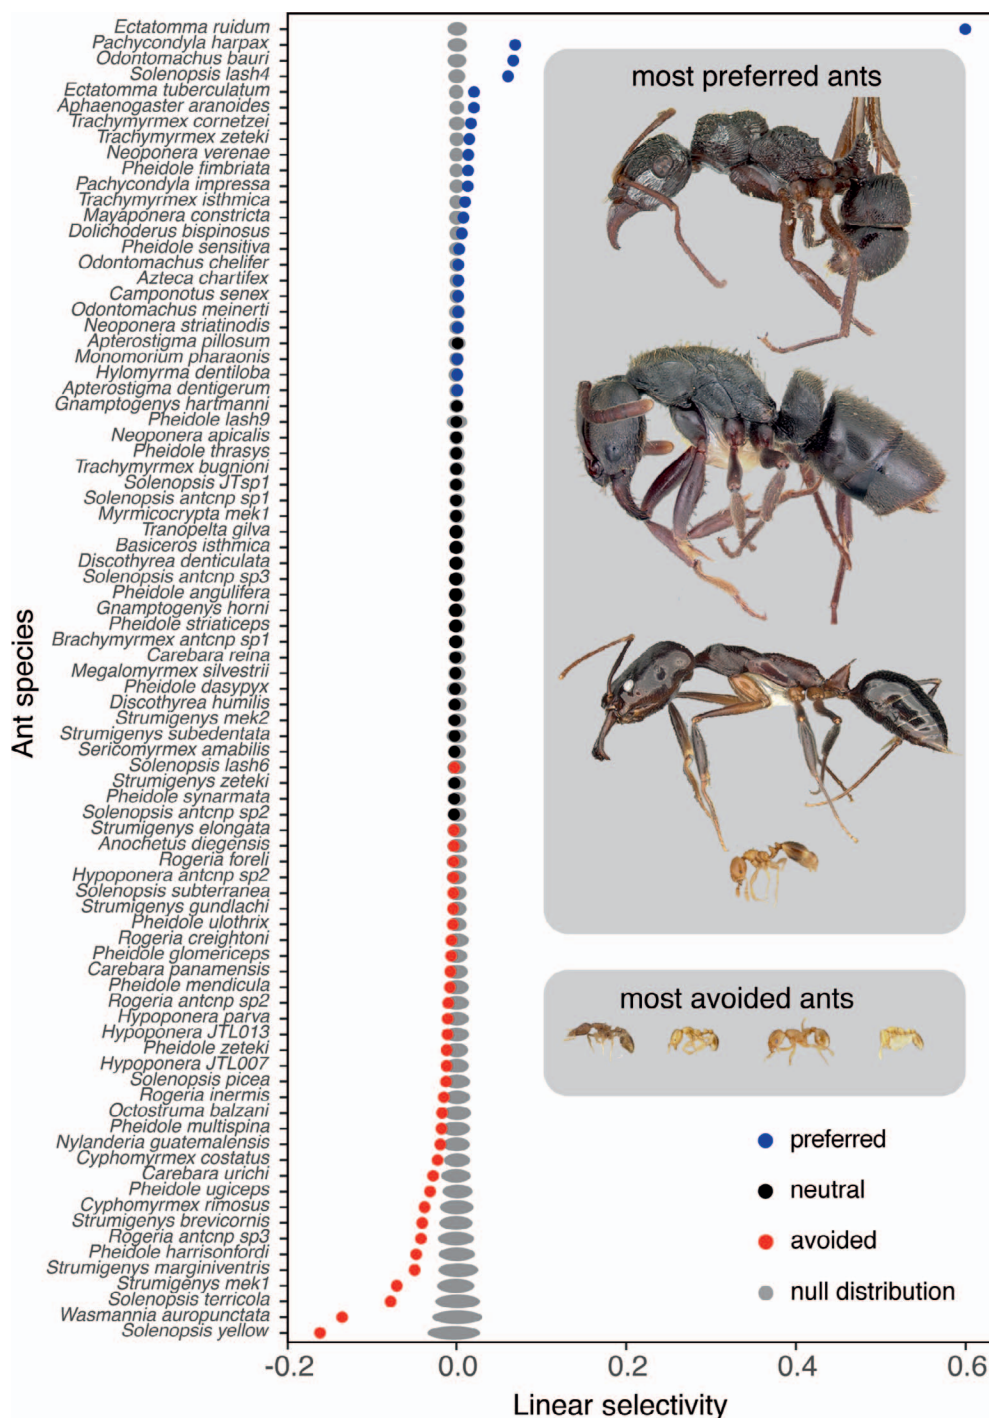 Ectatomma ruidum
Pachycondyla harpax
Odontomachus bauri
Solenopsis lash4
Ectatomma tuberculatum
Aphaenogaster aranoides
Trachymyrmex cornetzei
Trachymyrmex zeteki
Neoponera verenae
Pheidole fimbriata
Pachycondyla impressa
Trachymyrmex isthmica
Mayaponera constricta
Dolichoderus bispinosus
Pheidole sensitiva
Odontomachus chelifer
Azteca chartifex
Camponotus senex
Odontomachus meinerti
Neoponera striatinodis
Apterostigma pillosum
Monomorium pharaonis
Hylomyrma dentiloba
Apterostigma dentigerum
Gnamptogenys hartmanni
Pheidole lash9
Neoponera apicalis
Pheidole thrasys
Trachymyrmex bugnioni
Solenopsis JTsp1
Solenopsis antcnp sp1
Myrmicocrypta mek1
Tranopelta gilva
Basiceros isthmica
Discothyrea denticulata
Solenopsis antcnp sp3
Pheidole angulifera
Gnamptogenys horni
Pheidole striaticeps
Brachymyrmex antcnp sp1
Carebara reina
Megalomyrmex silvestrii
Pheidole dasypyx
Discothyrea humilis
Strumigenys mek2
Strumigenys subedentata
Sericomyrmex amabilis
Solenopsis lash6
Strumigenys zeteki
Pheidole synarmata
Solenopsis antcnp sp2
Strumigenys elongata
Anochetus diegensis
Rogeria foreli
Hypoponera antcnp sp2
Solenopsis subterranea
Strumigenys gundlachi
Pheidole ulothrix
Rogeria creightoni
Pheidole glomericeps
Carebara panamensis
Pheidole mendicula
Rogeria antcnp sp2
Hypoponera parva
Hypoponera JTL013
Pheidole zeteki
Hypoponera JTL007
Solenopsis picea
Rogeria inermis
Octostruma balzani
Pheidole multispina
Nylanderia guatemalensis
Cyphomyrmex costatus
Carebara urichi
Pheidole ugiceps
Cyphomyrmex rimosus
Strumigenys brevicornis
Rogeria antcnp sp3
Pheidole harrisonfordi
Strumigenys marginiventris
Strumigenys mek1
Solenopsis terricola
Wasmannia auropunctata
Solenopsis yellow
Ant species
most preferred ants
most avoided ants
preferred
neutral
avoided
null distribution
-0.2
0.0
0.2
0.4
0.6
Linear selectivity